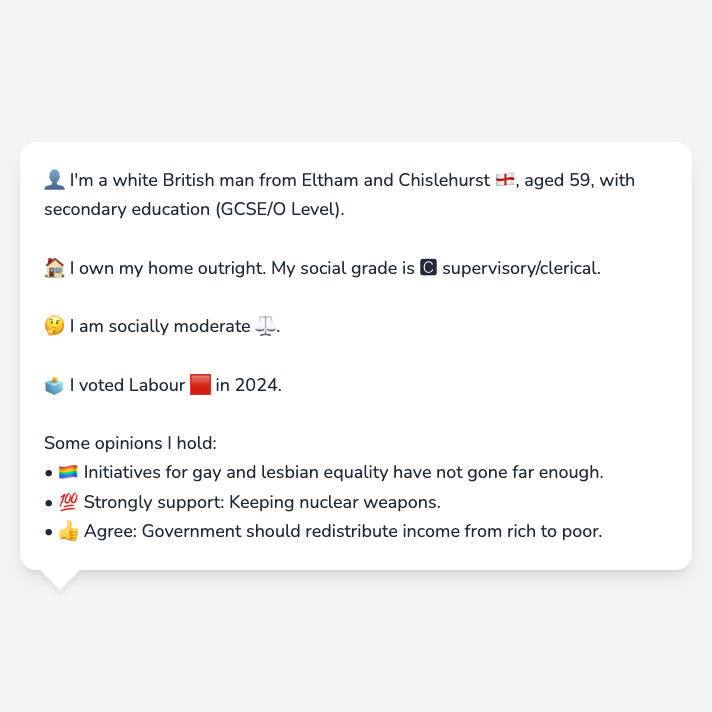 👤 I'm a white British man from Eltham and Chislehurst 🏴󠁧󠁢󠁥󠁮󠁧󠁿, aged 59, with
secondary education (GCSE/O Level).
🏠 I own my home outright. My social grade is 🅲 supervisory/clerical.
🤔 I am socially moderate ⚖️.
🗳️ I voted Labour 🟥 in 2024.
Some opinions I hold:
• 🏳️‍🌈 Initiatives for gay and lesbian equality have not gone far enough.
• 💯 Strongly support: Keeping nuclear weapons.
• 👍 Agree: Government should redistribute income from rich to poor.